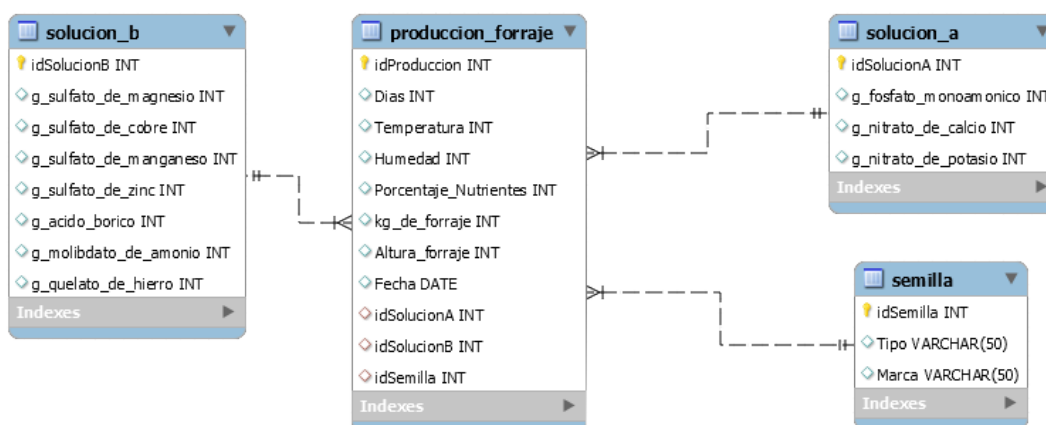 solucion_b
idSolucionB INT
g_sulfato_de_magnesio INT
g_sulfato_de_cobre INT
g_sulfato_de_manganeso INT
g_sulfato_de_zinc INT
g_acido_borico INT
g_molibdato_de_amonio INT
g_quelato_de_hierro INT
Indexes
produccion_forraje
idProduccion INT
Dias INT
Temperatura INT
Humedad INT
Porcentaje_Nutrientes INT
kg_de_forraje INT
Altura_forraje INT
Fecha DATE
idSolucionA INT
idSolucionB INT
idSemilla INT
Indexes
solucion_a
idSolucionA INT
g_fosfato_monoamonico INT
g_nitrato_de_calcio INT
g_nitrato_de_potasio INT
Indexes
semilla
idSemilla INT
Tipo VARCHAR(50)
Marca VARCHAR(50)
Indexes